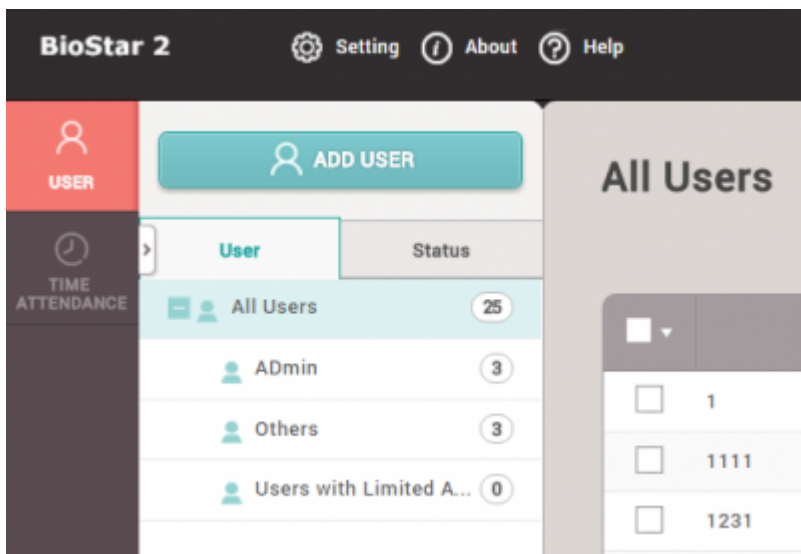 BioStar 2
Setting
About
Help
USER
TIME
ATTENDANCE
ADD USER
User
Status
All Users 25
ADmin 3
Others 3
Users with Limited A... 0
All Users
1
1111
1231